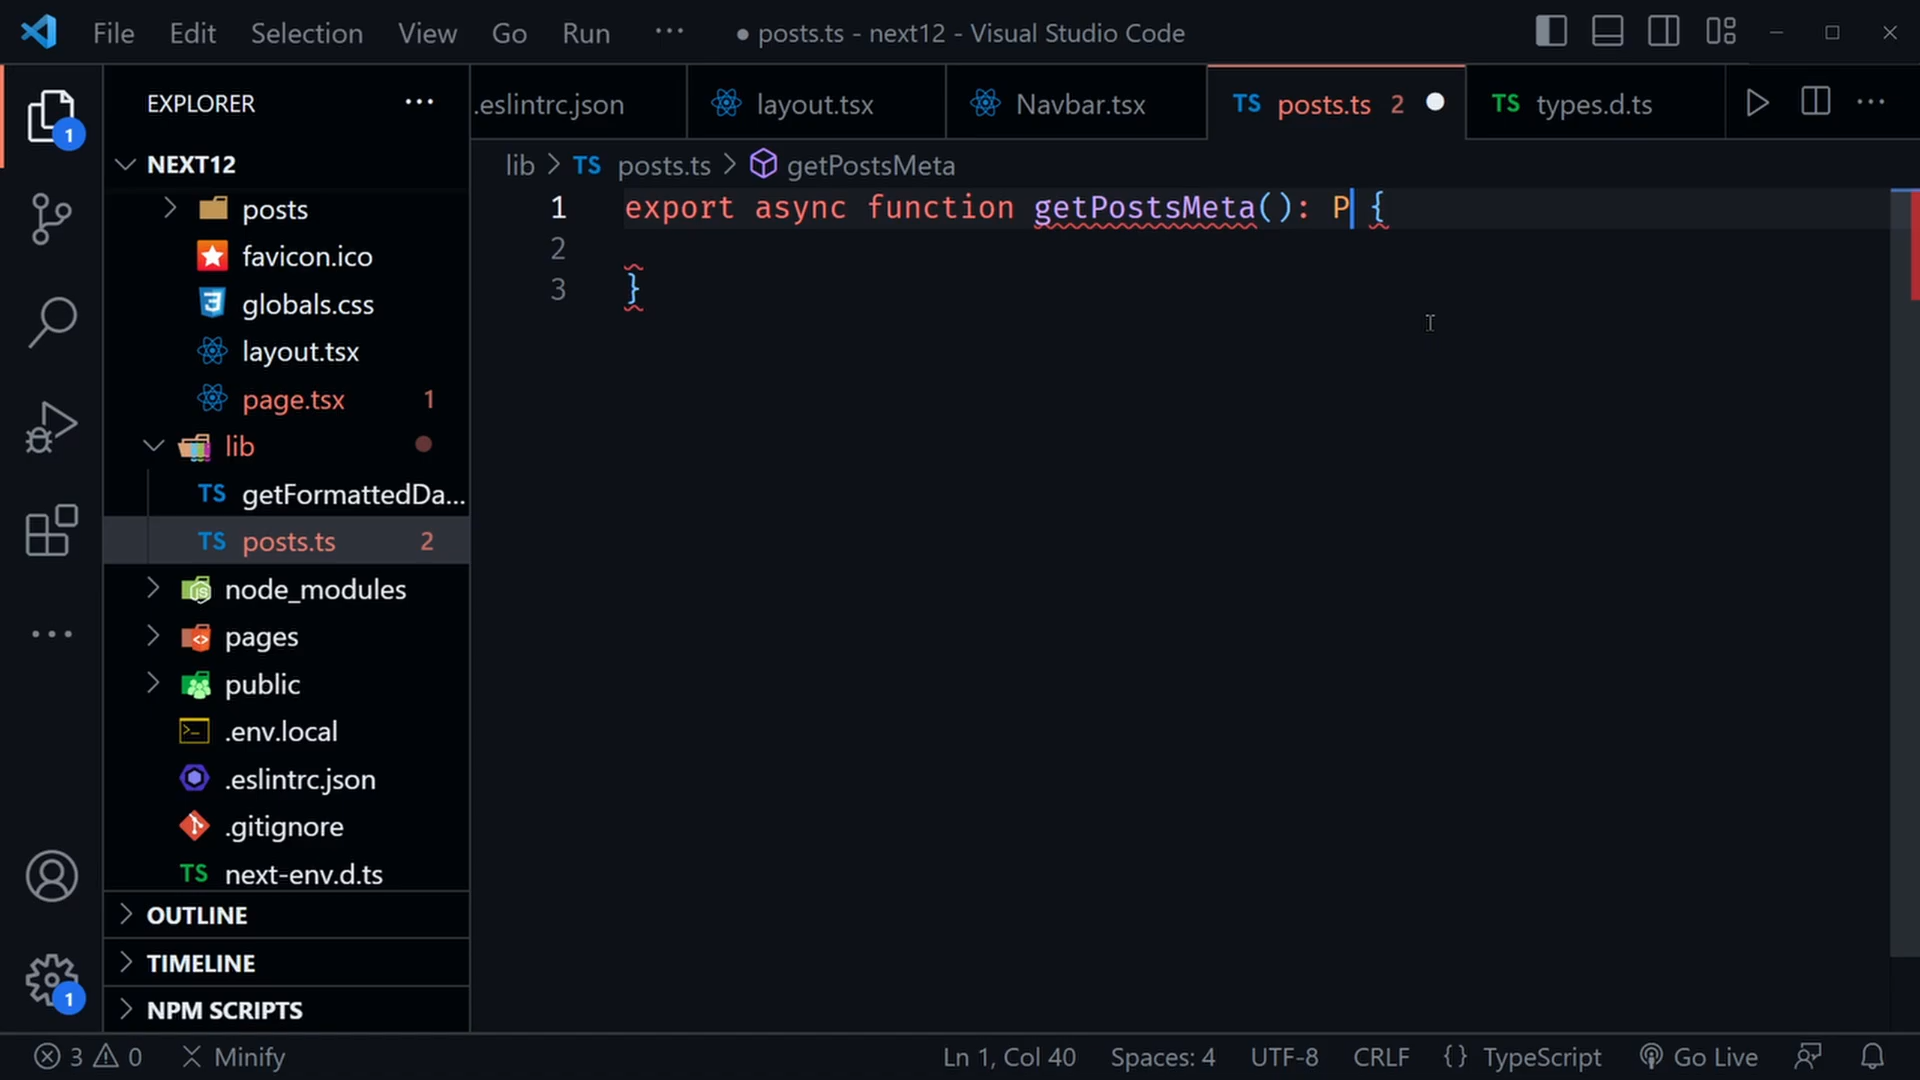 File Edit Selection View Go Run ··· ● posts.ts - next12 - Visual Studio Code
EXPLORER ···
.eslintrc.json layout.tsx Navbar.tsx TS posts.ts 2 TS types.d.ts ···
1
NEXT12
lib > TS posts.ts > getPostsMeta
posts
favicon.ico
globals.css
layout.tsx
page.tsx 1
lib
TS getFormattedDa...
TS posts.ts 2
node_modules
pages
public
.env.local
.eslintrc.json
.gitignore
TS next-env.d.ts
OUTLINE
TIMELINE
NPM SCRIPTS
1
1 export async function getPostsMeta(): P {
2
3 }
3 0 Minify Ln 1, Col 40 Spaces: 4 UTF-8 CRLF {} TypeScript Go Live